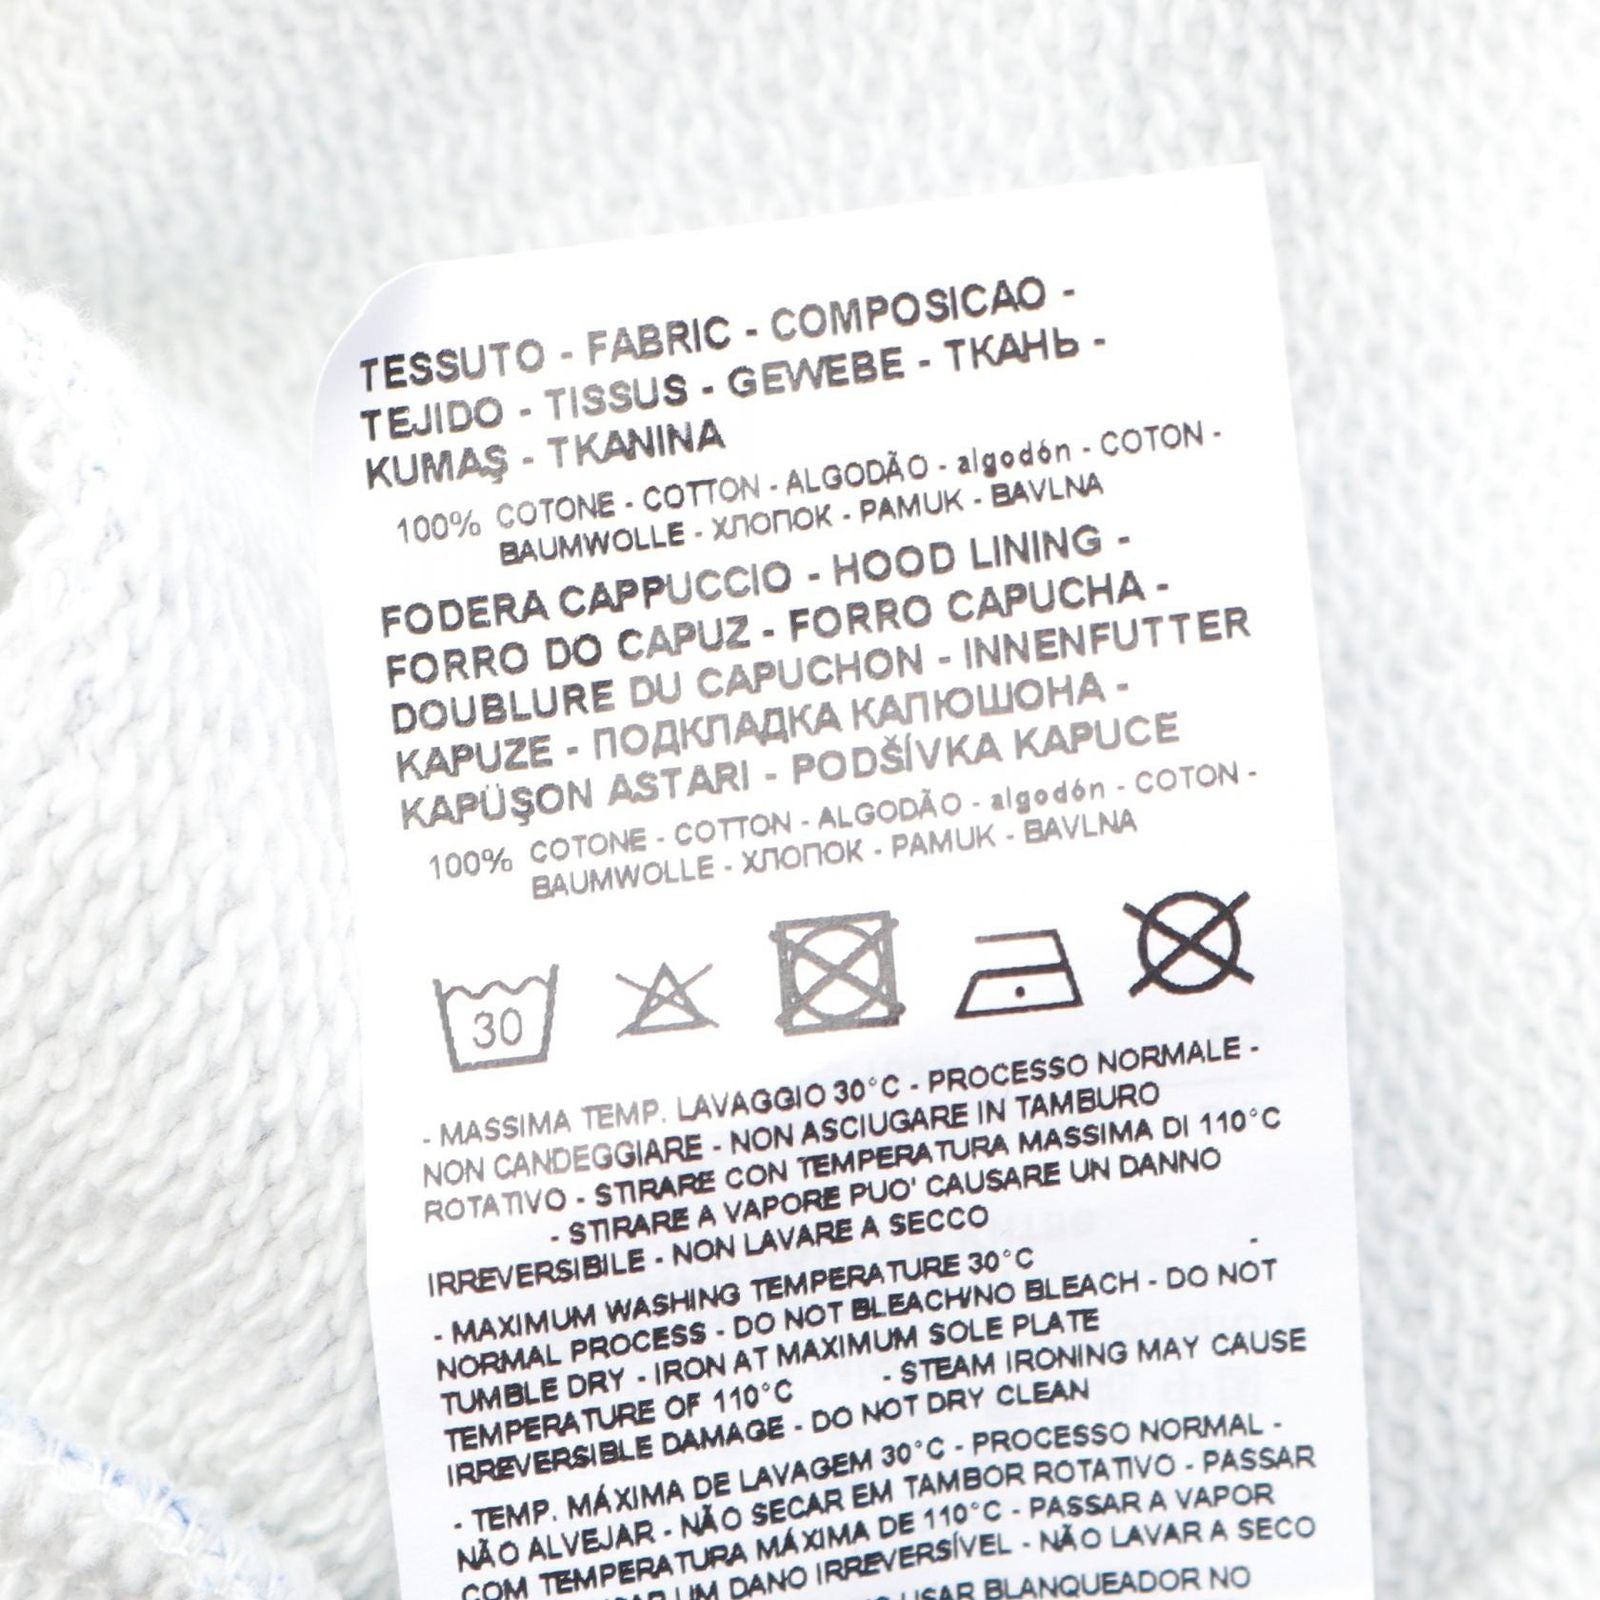 TESSUTO - FABRIC - COMPOSICAO -
TEJIDO - TISSUS - GEWEBE - ТКАНЬ -
KUMAŞ - TKANINA
100% COTONE - COTTON - ALGODÃO - algodón - COTON -
BAUMWOLLE - ХЛОПОК - PAMUK - BAVLNA
FODERA CAPPUCCIO - HOOD LINING -
FORRO DO CAPUZ - FORRO CAPUCHA -
DOUBLURE DU CAPUCHON - INNENFUTTER
KAPUZE - ПОДКЛАДКА КАПЮШОНА -
KAPÜŞON ASTARI - PODŠÍVKA KAPUCE
100% COTONE - COTTON - ALGODÃO - algodón - COTON -
BAUMWOLLE - ХЛОПОК - PAMUK - BAVLNA
30
- MASSIMA TEMP. LAVAGGIO 30°C - PROCESSO NORMALE -
NON CANDEGGIARE - NON ASCIUGARE IN TAMBURO
ROTATIVO - STIRARE CON TEMPERATURA MASSIMA DI 110°C
- STIRARE A VAPORE PUO' CAUSARE UN DANNO
IRREVERSIBILE - NON LAVARE A SECCO
- MAXIMUM WASHING TEMPERATURE 30°C -
NORMAL PROCESS - DO NOT BLEACH/NO BLEACH - DO NOT
TUMBLE DRY - IRON AT MAXIMUM SOLE PLATE
TEMPERATURE OF 110°C - STEAM IRONING MAY CAUSE
IRREVERSIBLE DAMAGE - DO NOT DRY CLEAN
- TEMP. MÁXIMA DE LAVAGEM 30°C - PROCESSO NORMAL -
NÃO ALVEJAR - NÃO SECAR EM TAMBOR ROTATIVO - PASSAR
COM TEMPERATURA MÁXIMA DE 110°C - PASSAR A VAPOR
UM DANO IRREVERSÍVEL - NÃO LAVAR A SECO
USAR BLANQUEADOR NO